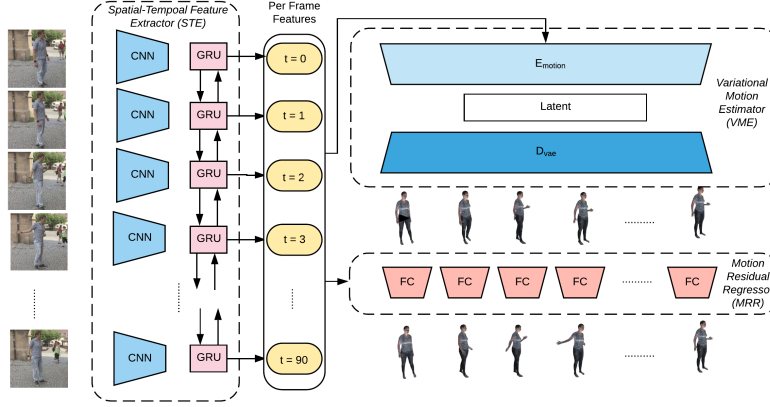 Spatial-Tempoal Feature
Extractor (STE)
Per Frame
Features
CNN
GRU
t = 0
CNN
GRU
t = 1
CNN
GRU
t = 2
CNN
GRU
t = 3
CNN
GRU
t = 90
Emotion
Latent
Dvae
Variational
Motion
Estimator
(VME)
FC
FC
FC
FC
FC
Motion
Residual
Regressor
(MRR)